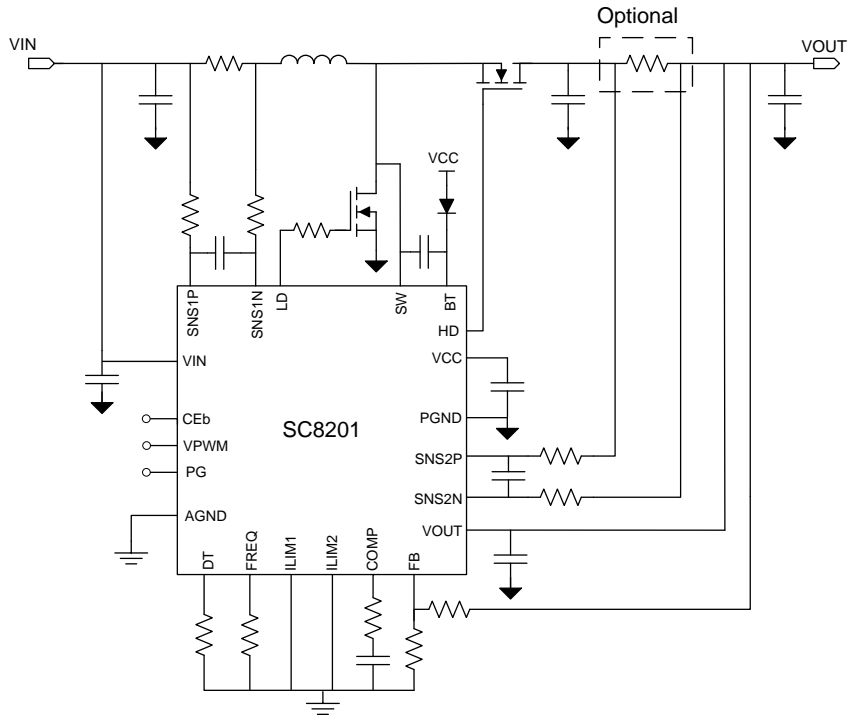 Optional
VIN
VOUT
VCC
SNS1P
SNS1N
LD
SW
BT
HD
VIN
VCC
CEb
SC8201
PGND
VPWM
SNS2P
PG
SNS2N
AGND
VOUT
DT
FREQ
ILIM1
ILIM2
COMP
FB